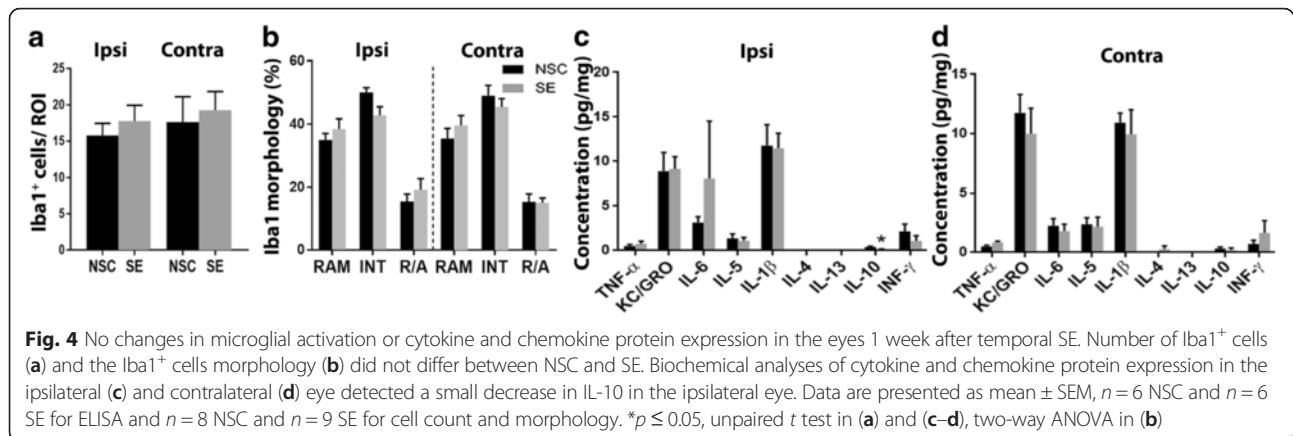 a
Ipsi Contra
Iba1+ cells/ ROI
25
20
15
10
5
0
NSC SE NSC SE
b
Ipsi Contra
NSC
SE
Iba1 morphology (%)
60
40
20
0
RAM INT R/A RAM INT R/A
c
Ipsi
Concentration (pg/mg)
20
15
10
5
0
*
TNF-α KC/GRO IL-6 IL-5 IL-1β IL-4 IL-13 IL-10 INF-γ
d
Contra
Concentration (pg/mg)
15
10
5
0
TNF-α KC/GRO IL-6 IL-5 IL-1β IL-4 IL-13 IL-10 INF-γ
Fig. 4 No changes in microglial activation or cytokine and chemokine protein expression in the eyes 1 week after temporal SE. Number of Iba1+ cells
(a) and the Iba1+ cells morphology (b) did not differ between NSC and SE. Biochemical analyses of cytokine and chemokine protein expression in the
ipsilateral (c) and contralateral (d) eye detected a small decrease in IL-10 in the ipsilateral eye. Data are presented as mean ± SEM, n = 6 NSC and n = 6
SE for ELISA and n = 8 NSC and n = 9 SE for cell count and morphology. *p ≤ 0.05, unpaired t test in (a) and (c–d), two-way ANOVA in (b)